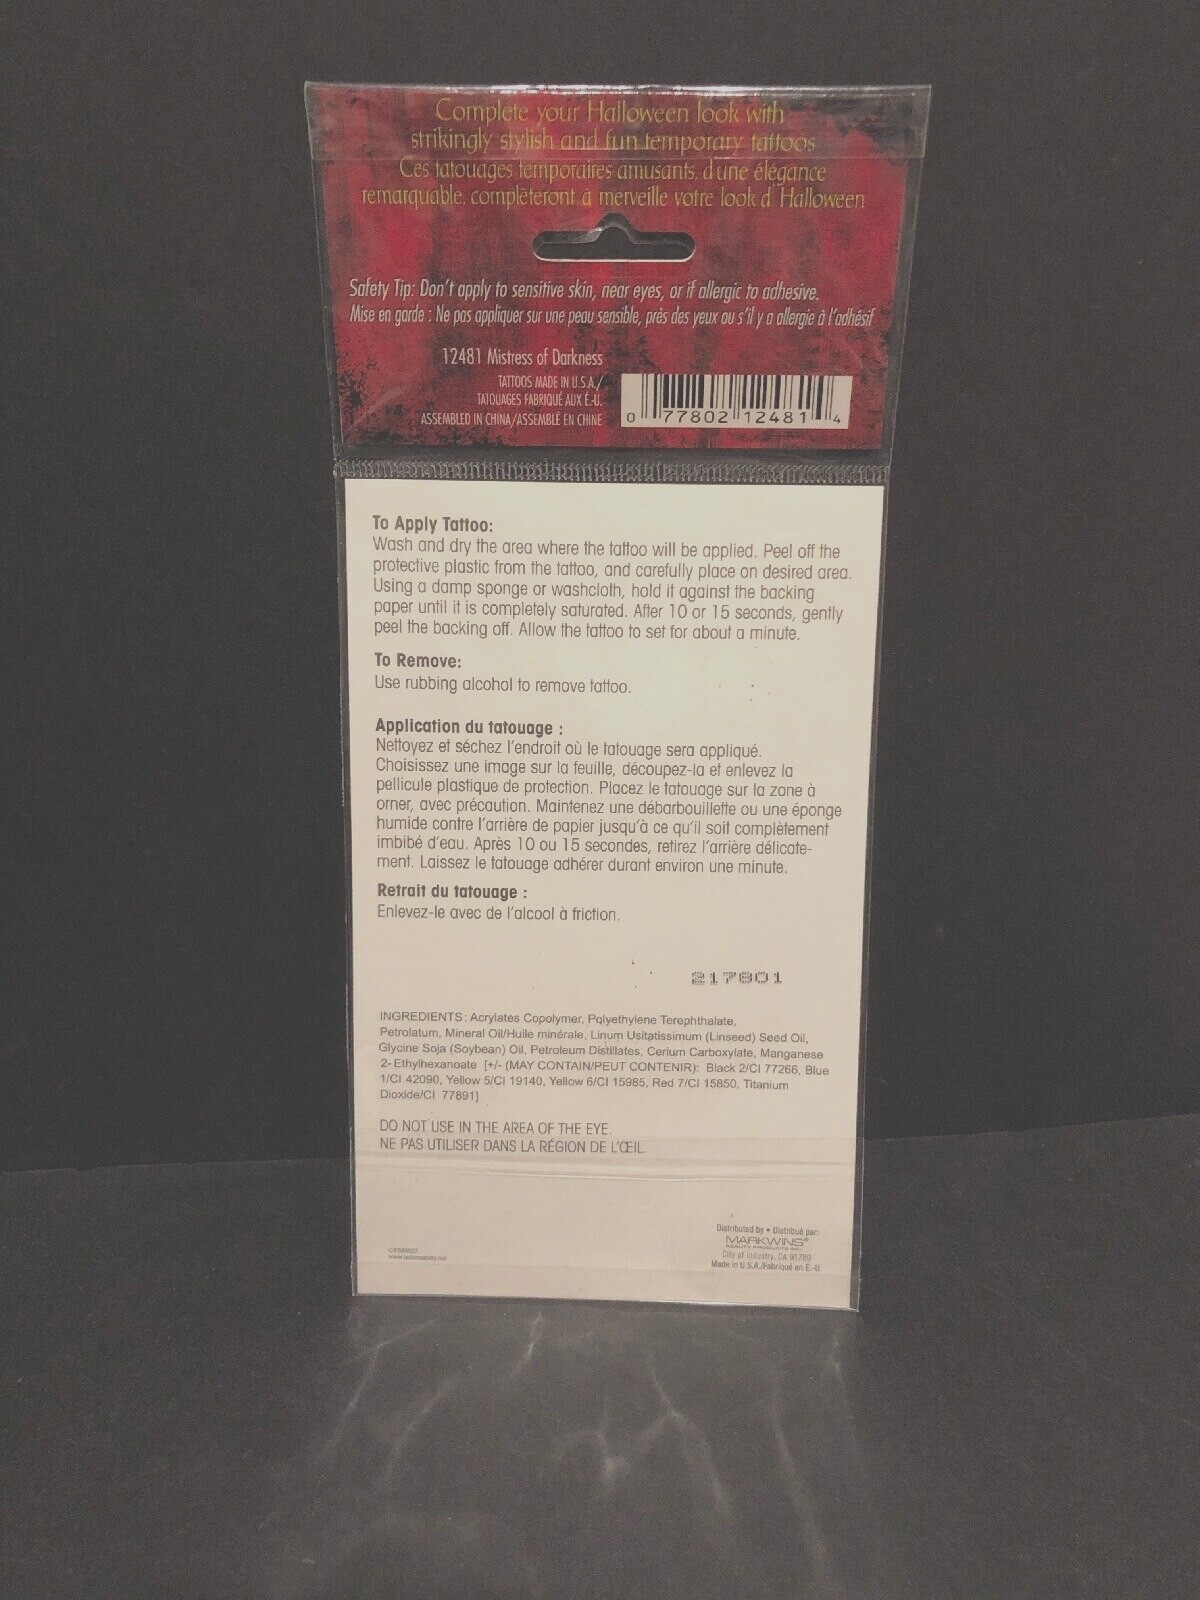 Complete your Halloween look with
strikingly stylish and fun temporary tattoos
Ces tatouages temporaires amusants, d'une élégance
remarquable, complèteront à merveille votre look d' Halloween
Safety Tip: Don't apply to sensitive skin, near eyes, or if allergic to adhesive.
Mise en garde : Ne pas appliquer sur une peau sensible, près des yeux ou s'il y a allergie à l'adhésif
12481 Mistress of Darkness
TATTOOS MADE IN U.S.A./
TATOUAGES FABRIQUÉ AUX É.-U.
ASSEMBLED IN CHINA/ASSEMBLÉ EN CHINE
0 77802 12481 4
To Apply Tattoo:
Wash and dry the area where the tattoo will be applied. Peel off the
protective plastic from the tattoo, and carefully place on desired area.
Using a damp sponge or washcloth, hold it against the backing
paper until it is completely saturated. After 10 or 15 seconds, gently
peel the backing off. Allow the tattoo to set for about a minute.
To Remove:
Use rubbing alcohol to remove tattoo.
Application du tatouage :
Nettoyez et séchez l'endroit où le tatouage sera appliqué.
Choisissez une image sur la feuille, découpez-la et enlevez la
pellicule plastique de protection. Placez le tatouage sur la zone à
orner, avec précaution. Maintenez une débarbouillette ou une éponge
humide contre l'arrière de papier jusqu'à ce qu'il soit complètement
imbibé d'eau. Après 10 ou 15 secondes, retirez l'arrière délicate-
ment. Laissez le tatouage adhérer durant environ une minute.
Retrait du tatouage :
Enlevez-le avec de l'alcool à friction.
217801
INGREDIENTS: Acrylates Copolymer, Polyethylene Terephthalate,
Petrolatum, Mineral Oil/Huile minérale, Linum Usitatissimum (Linseed) Seed Oil,
Glycine Soja (Soybean) Oil, Petroleum Distillates, Cerium Carboxylate, Manganese
2- Ethylhexanoate [+/- (MAY CONTAIN/PEUT CONTENIR): Black 2/CI 77266, Blue
1/CI 42090, Yellow 5/CI 19140, Yellow 6/CI 15985, Red 7/CI 15850, Titanium
Dioxide/CI 77891]
DO NOT USE IN THE AREA OF THE EYE.
NE PAS UTILISER DANS LA RÉGION DE L'ŒIL.
Distributed by • Distribué par:
MARKWINS®
BEAUTY PRODUCTS INC.
City of Industry, CA 91789
Made in U.S.A./Fabriqué en É.-U.